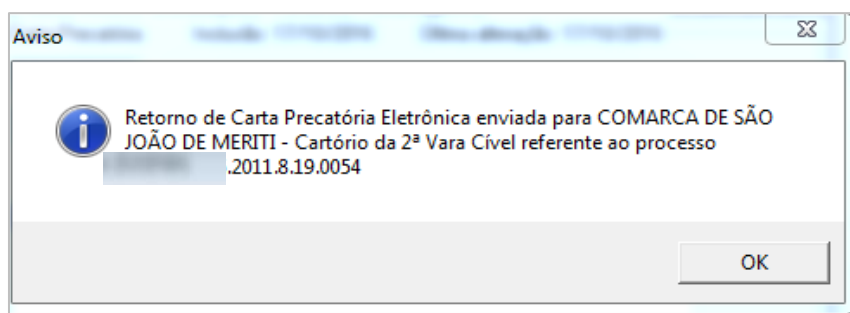 Aviso
Retorno de Carta Precatória Eletrônica enviada para COMARCA DE SÃO
JOÃO DE MERITI - Cartório da 2ª Vara Cível referente ao processo
.2011.8.19.0054
OK